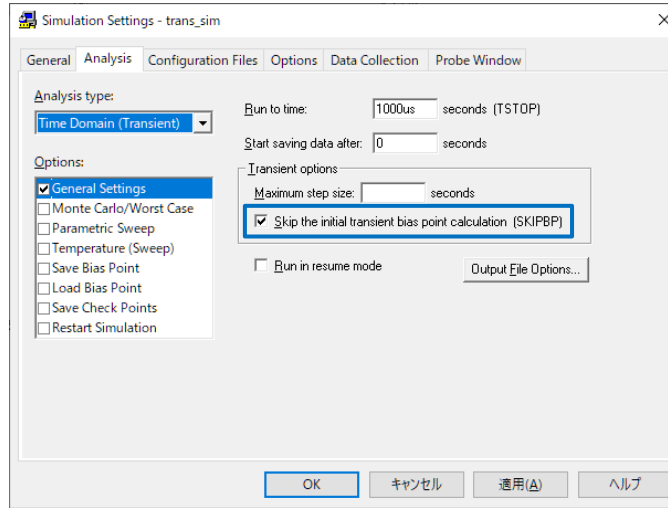 Simulation Settings - trans_sim
General Analysis Configuration Files Options Data Collection Probe Window
Analysis type:
Time Domain (Transient)
Options:
General Settings
Monte Carlo/Worst Case
Parametric Sweep
Temperature (Sweep)
Save Bias Point
Load Bias Point
Save Check Points
Restart Simulation
Run to time: 1000us seconds (TSTOP)
Start saving data after: 0 seconds
Transient options
Maximum step size: seconds
Skip the initial transient bias point calculation (SKIPBP)
Run in resume mode
Output File Options...
OK キャンセル 適用(A) ヘルプ